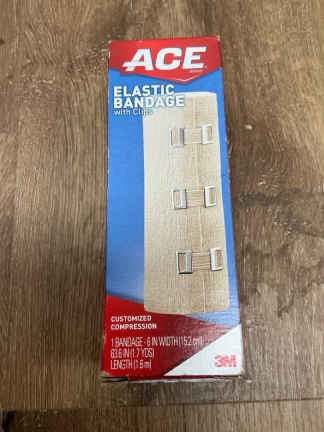 ACE
BRAND
ELASTIC
BANDAGE
with Clips
CUSTOMIZED
COMPRESSION
1 BANDAGE - 6 IN WIDTH (15.2 cm)
63.6 IN (1.7 YDS)
LENGTH (1.6 m)
3M